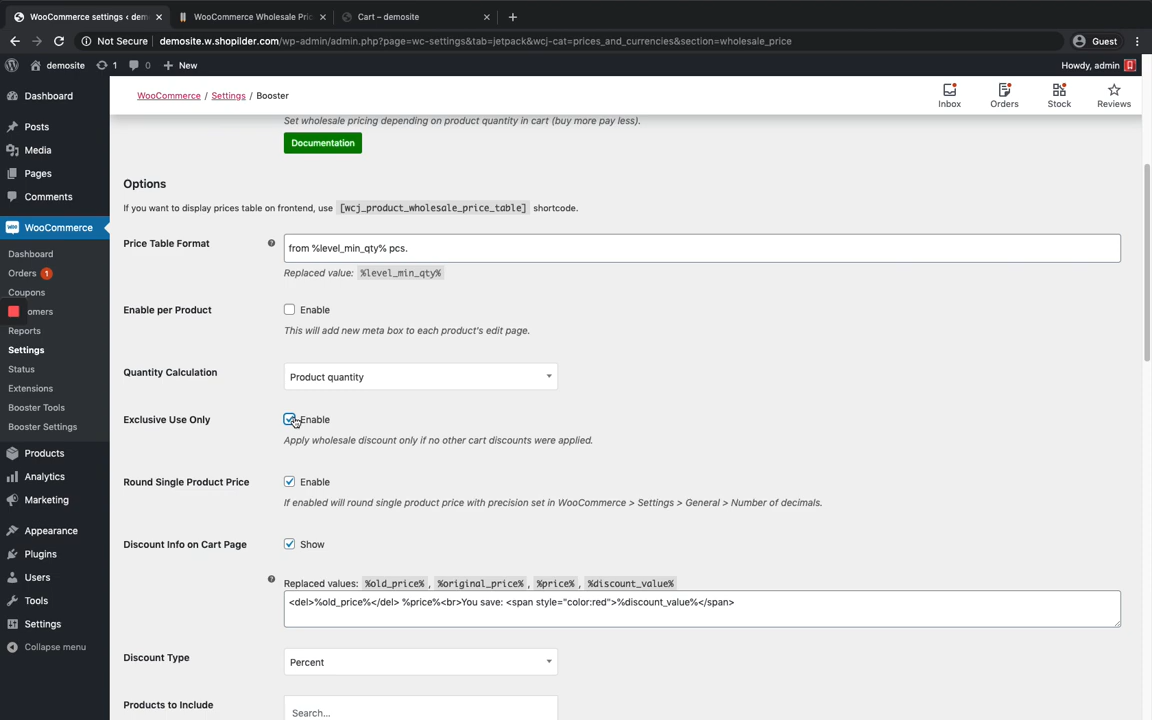 WooCommerce settings ‹ dem
WooCommerce Wholesale Pric
Cart – demosite
Not Secure
demosite.w.shopilder.com/wp-admin/admin.php?page=wc-settings&tab=jetpack&wcj-cat=prices_and_currencies&section=wholesale_price
Guest
demosite
1
0
New
Howdy, admin
Dashboard
Posts
Media
Pages
Comments
WooCommerce
Dashboard
Orders 1
Coupons
omers
Reports
Settings
Status
Extensions
Booster Tools
Booster Settings
Products
Analytics
Marketing
Appearance
Plugins
Users
Tools
Settings
Collapse menu
WooCommerce / Settings / Booster
Inbox
Orders
Stock
Reviews
Set wholesale pricing depending on product quantity in cart (buy more pay less).
Documentation
Options
If you want to display prices table on frontend, use [wcj_product_wholesale_price_table] shortcode.
Price Table Format
from %level_min_qty% pcs.
Replaced value: %level_min_qty%
Enable per Product
Enable
This will add new meta box to each product's edit page.
Quantity Calculation
Product quantity
Exclusive Use Only
Enable
Apply wholesale discount only if no other cart discounts were applied.
Round Single Product Price
Enable
If enabled will round single product price with precision set in WooCommerce > Settings > General > Number of decimals.
Discount Info on Cart Page
Show
Replaced values: %old_price% , %original_price% , %price% , %discount_value%
<del>%old_price%</del> %price%<br>You save: <span style="color:red">%discount_value%</span>
Discount Type
Percent
Products to Include
Search...